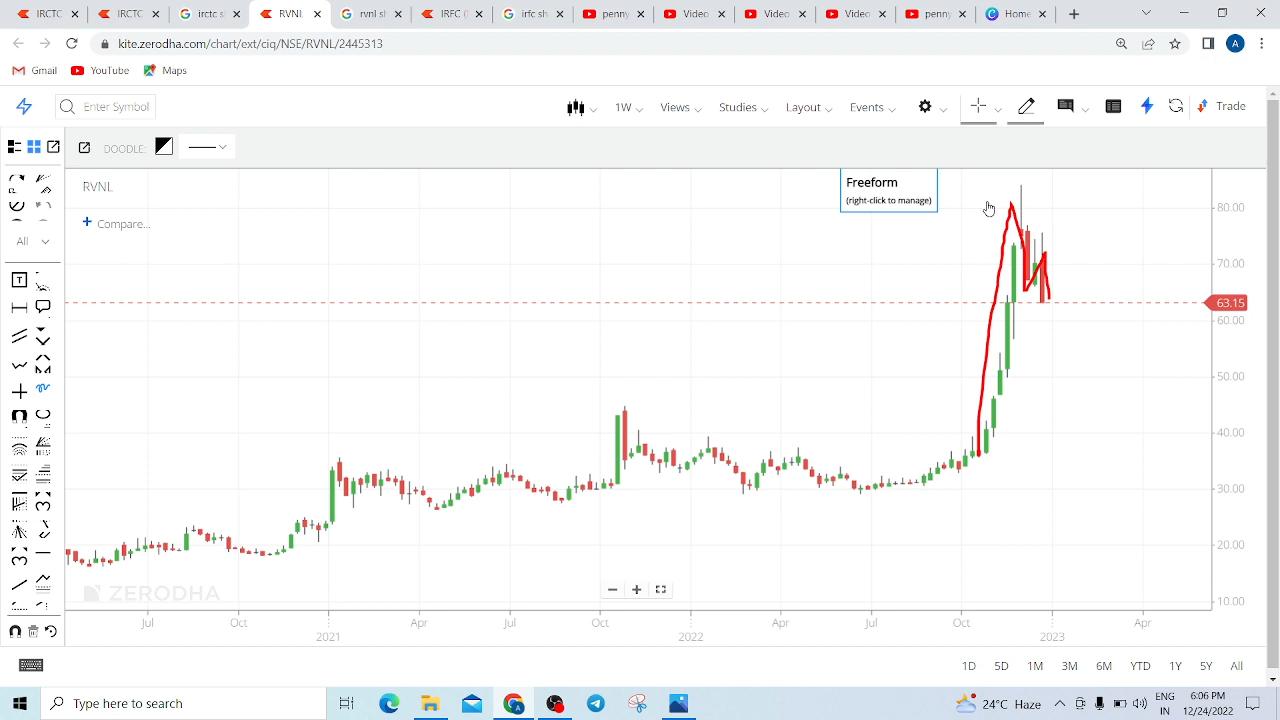 IRCTC
IRCTC
irctc sh
RVNL
rvnl sh
IRFC (
irfc sh
penny
Video
Video
Video
penny
Home
kite.zerodha.com/chart/ext/ciq/NSE/RVNL/2445313
A
Gmail
YouTube
Maps
Enter Symbol
1W
Views
Studies
Layout
Events
Trade
DOODLE:
RVNL
Freeform
(right-click to manage)
Compare...
All
T
80.00
70.00
63.15
60.00
50.00
40.00
30.00
20.00
10.00
ZERODHA
Jul
Oct
2021
Apr
Jul
Oct
2022
Apr
Jul
Oct
2023
Apr
1D
5D
1M
3M
6M
YTD
1Y
5Y
All
Type here to search
24°C Haze
ENG
IN
6:06 PM
12/24/2022